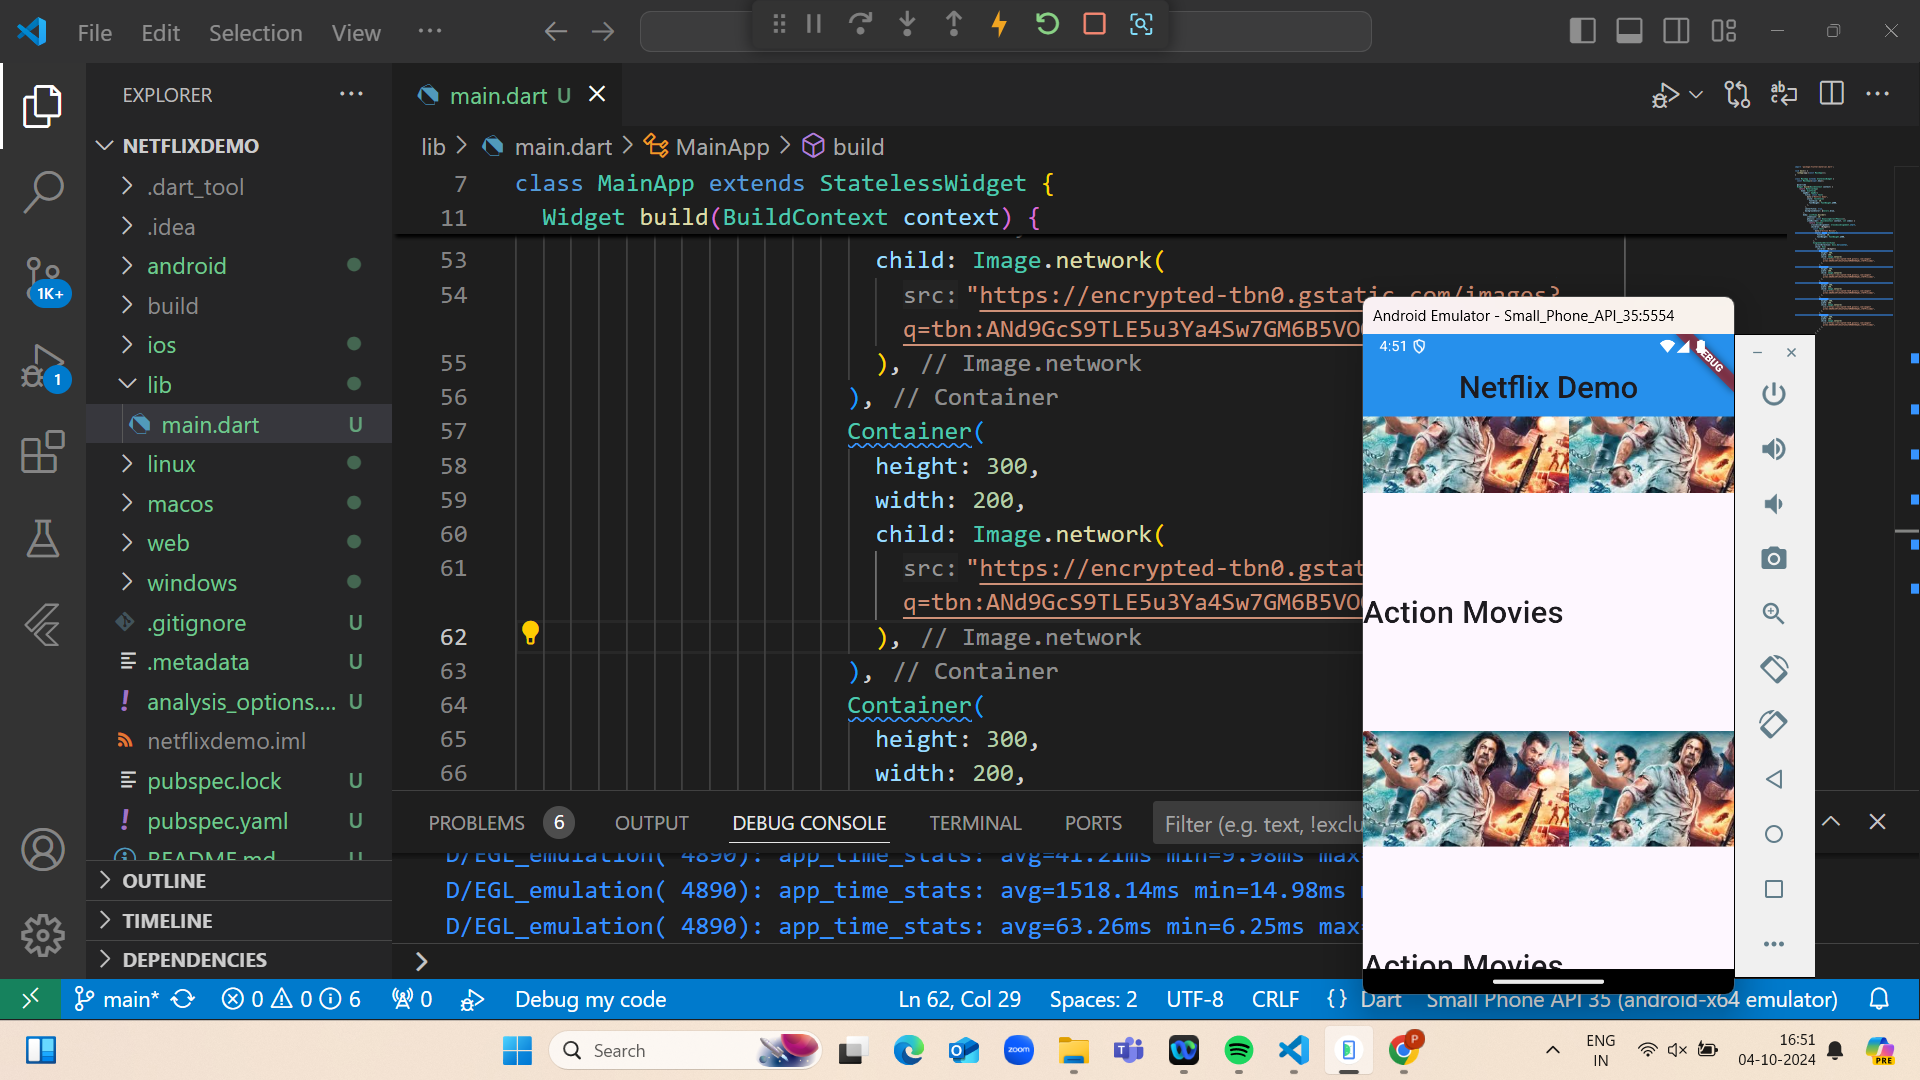 File Edit Selection View ...
EXPLORER ...
NETFLIXDEMO
.dart_tool
.idea
android
build
ios
lib
main.dart U
linux
macos
web
windows
.gitignore U
.metadata U
analysis_options.... U
netflixdemo.iml
pubspec.lock U
pubspec.yaml U
README.md U
OUTLINE
TIMELINE
DEPENDENCIES
1K+
1
main.dart U
lib > main.dart > MainApp > build
7 class MainApp extends StatelessWidget {
11 Widget build(BuildContext context) {
53 child: Image.network(
54 src: "https://encrypted-tbn0.gstatic.com/images?
q=tbn:ANd9GcS9TLE5u3Ya4Sw7GM6B5VO
55 ), // Image.network
56 ), // Container
57 Container(
58 height: 300,
59 width: 200,
60 child: Image.network(
61 src: "https://encrypted-tbn0.gstat
q=tbn:ANd9GcS9TLE5u3Ya4Sw7GM6B5VO
62 ), // Image.network
63 ), // Container
64 Container(
65 height: 300,
66 width: 200,
PROBLEMS 6 OUTPUT DEBUG CONSOLE TERMINAL PORTS Filter (e.g. text, !exclu
D/EGL_emulation( 4890): app_time_stats: avg=41.21ms min=9.98ms max=
D/EGL_emulation( 4890): app_time_stats: avg=1518.14ms min=14.98ms
D/EGL_emulation( 4890): app_time_stats: avg=63.26ms min=6.25ms max=
>
Android Emulator - Small_Phone_API_35:5554
4:51
DEBUG
Netflix Demo
Action Movies
Action Movies
main* 0 0 6 0 Debug my code Ln 62, Col 29 Spaces: 2 UTF-8 CRLF {} Dart Small Phone API 35 (android-x64 emulator)
Search
zoom
P
ENG
IN
16:51
04-10-2024
PRE